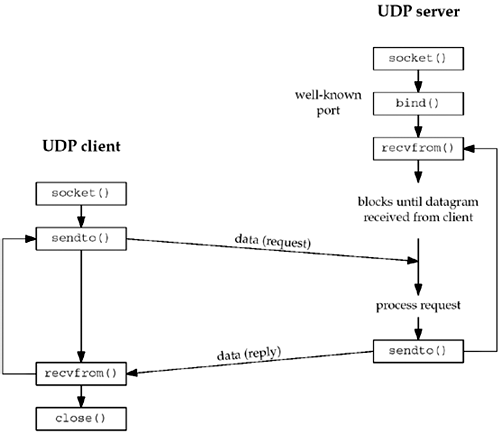 UDP server
socket()
well-known
port
bind()
recvfrom()
blocks until datagram
received from client
UDP client
socket()
sendto()
data (request)
process request
sendto()
data (reply)
recvfrom()
close()